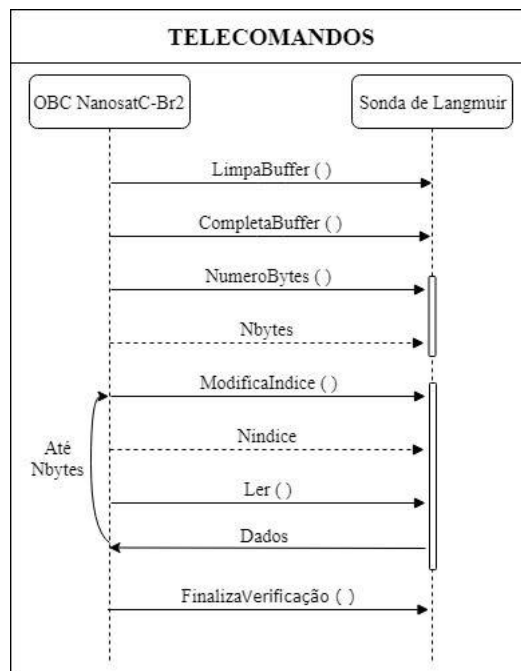 TELECOMANDOS
OBC NanosatC-Br2
Sonda de Langmuir
LimpaBuffer ( )
CompletaBuffer ( )
NumeroBytes ( )
Nbytes
ModificaIndice ( )
Até
Nbytes
Nindice
Ler ( )
Dados
FinalizaVerificação ( )